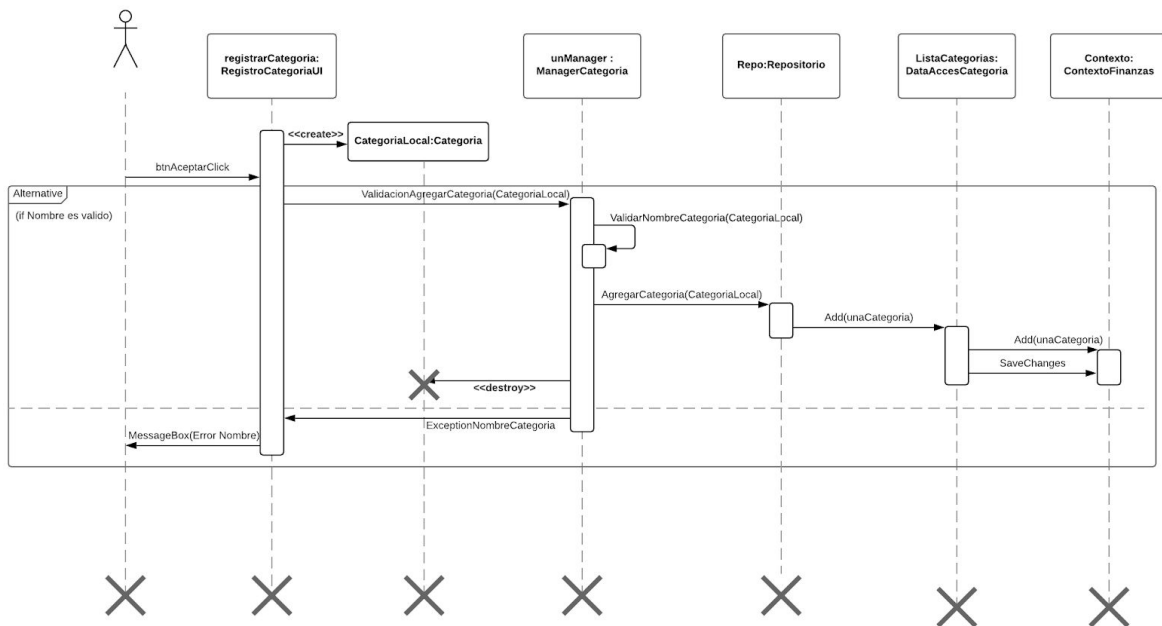 registrarCategoria:
RegistroCategoriaUI
unManager :
ManagerCategoria
Repo:Repositorio
ListaCategorias:
DataAccesCategoria
Contexto:
ContextoFinanzas
<<create>>
CategoriaLocal:Categoria
btnAceptarClick
Alternative
ValidacionAgregarCategoria(CategoriaLocal)
(if Nombre es valido)
ValidarNombreCategoria(CategoriaLocal)
AgregarCategoria(CategoriaLocal)
Add(unaCategoria)
Add(unaCategoria)
SaveChanges
<<destroy>>
ExceptionNombreCategoria
MessageBox(Error Nombre)